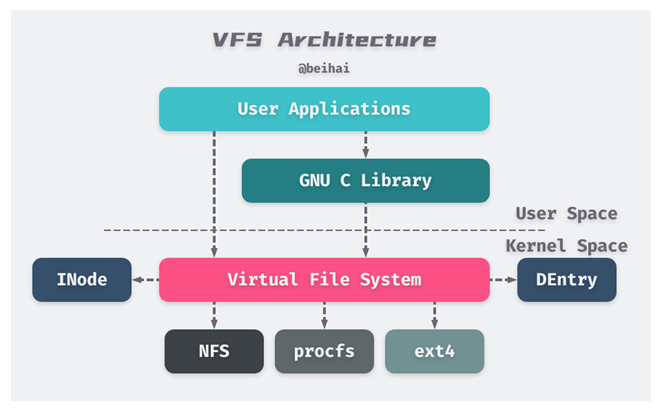 VFS Architecture
@beihai
User Applications
GNU C Library
User Space
Kernel Space
INode
Virtual File System
DEntry
NFS
procfs
ext4